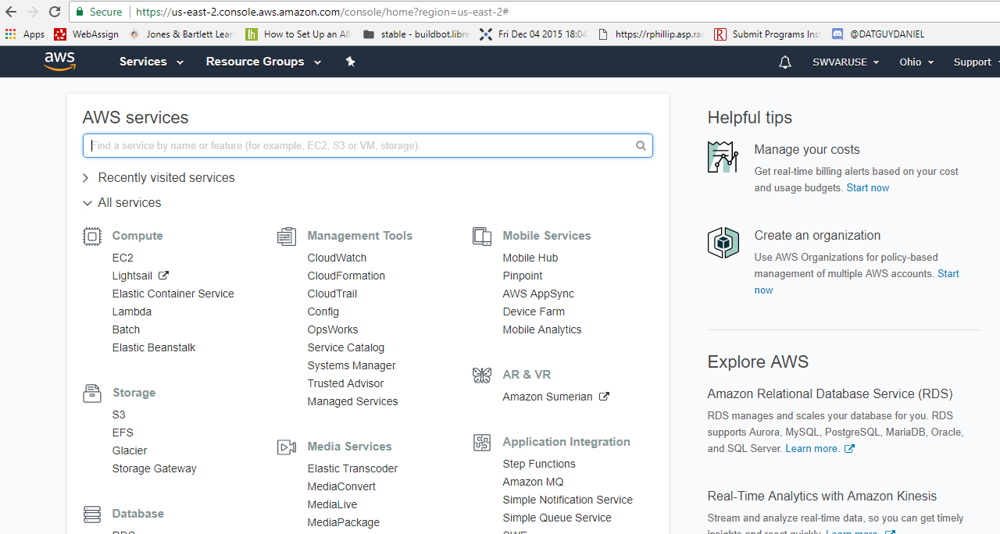 Secure
https://us-east-2.console.aws.amazon.com/console/home?region=us-east-2#
Apps
WebAssign
Jones & Bartlett Lear
How to Set Up an All
stable - buildbot.libre
Fri Dec 04 2015 18:04
https://rphillip.asp.rac
Submit Programs Inst
@DATGUYDANIEL
aws
Services
Resource Groups
SWVARUSE
Ohio
Support
AWS services
Find a service by name or feature (for example, EC2, S3 or VM, storage).
Recently visited services
All services
Compute
EC2
Lightsail
Elastic Container Service
Lambda
Batch
Elastic Beanstalk
Storage
S3
EFS
Glacier
Storage Gateway
Database
RDS
Management Tools
CloudWatch
CloudFormation
CloudTrail
Config
OpsWorks
Service Catalog
Systems Manager
Trusted Advisor
Managed Services
Media Services
Elastic Transcoder
MediaConvert
MediaLive
MediaPackage
Mobile Services
Mobile Hub
Pinpoint
AWS AppSync
Device Farm
Mobile Analytics
AR & VR
Amazon Sumerian
Application Integration
Step Functions
Amazon MQ
Simple Notification Service
Simple Queue Service
SWF
Helpful tips
Manage your costs
Get real-time billing alerts based on your cost
and usage budgets. Start now
Create an organization
Use AWS Organizations for policy-based
management of multiple AWS accounts. Start
now
Explore AWS
Amazon Relational Database Service (RDS)
RDS manages and scales your database for you. RDS
supports Aurora, MySQL, PostgreSQL, MariaDB, Oracle,
and SQL Server. Learn more.
Real-Time Analytics with Amazon Kinesis
Stream and analyze real-time data, so you can get timely
insights and react quickly. Learn more.